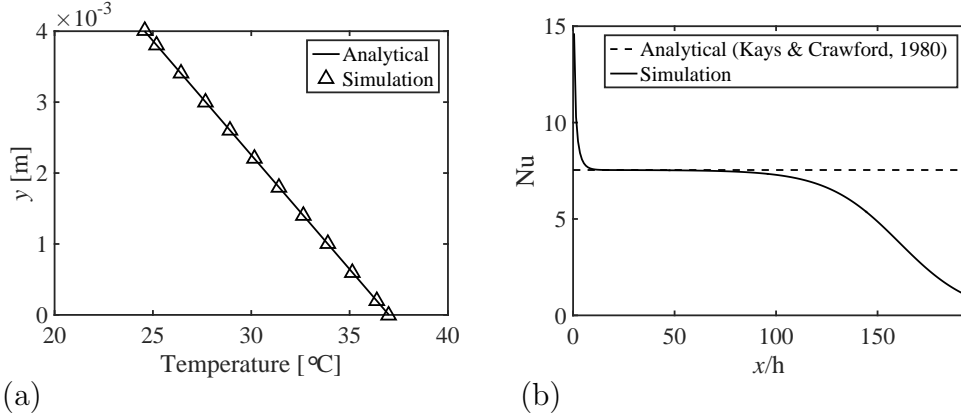 ×10⁻³
4
3
2
1
0
y [m]
20 25 30 35 40
Temperature [°C]
Analytical
Simulation
(a)
15
10
5
0
Nu
0 50 100 150
x/h
Analytical (Kays & Crawford, 1980)
Simulation
(b)